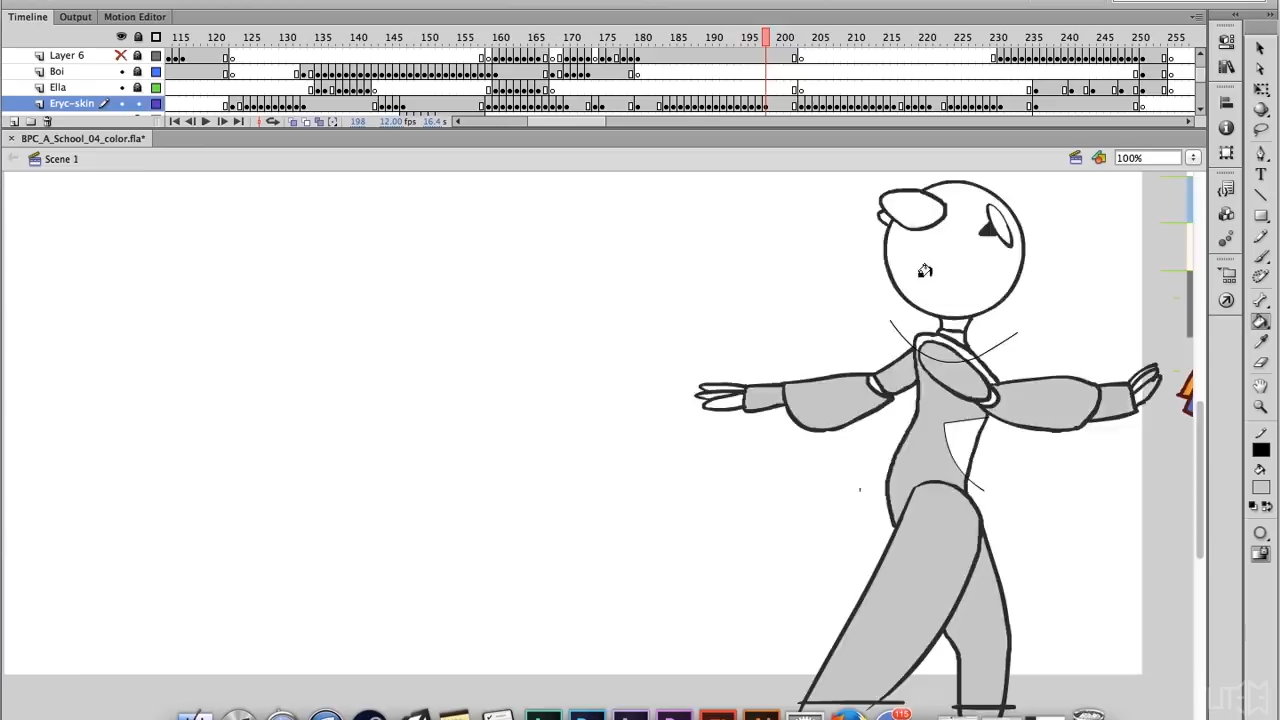 Timeline Output Motion Editor
115 120 125 130 135 140 145 150 155 160 165 170 175 180 185 190 195 200 205 210 215 220 225 230 235 240 245 250 255
Layer 6
Boi
Ella
Eryc-skin
198 12.00 fps 16.4 s
× BPC_A_School_04_color.fla*
Scene 1
100%
T
115